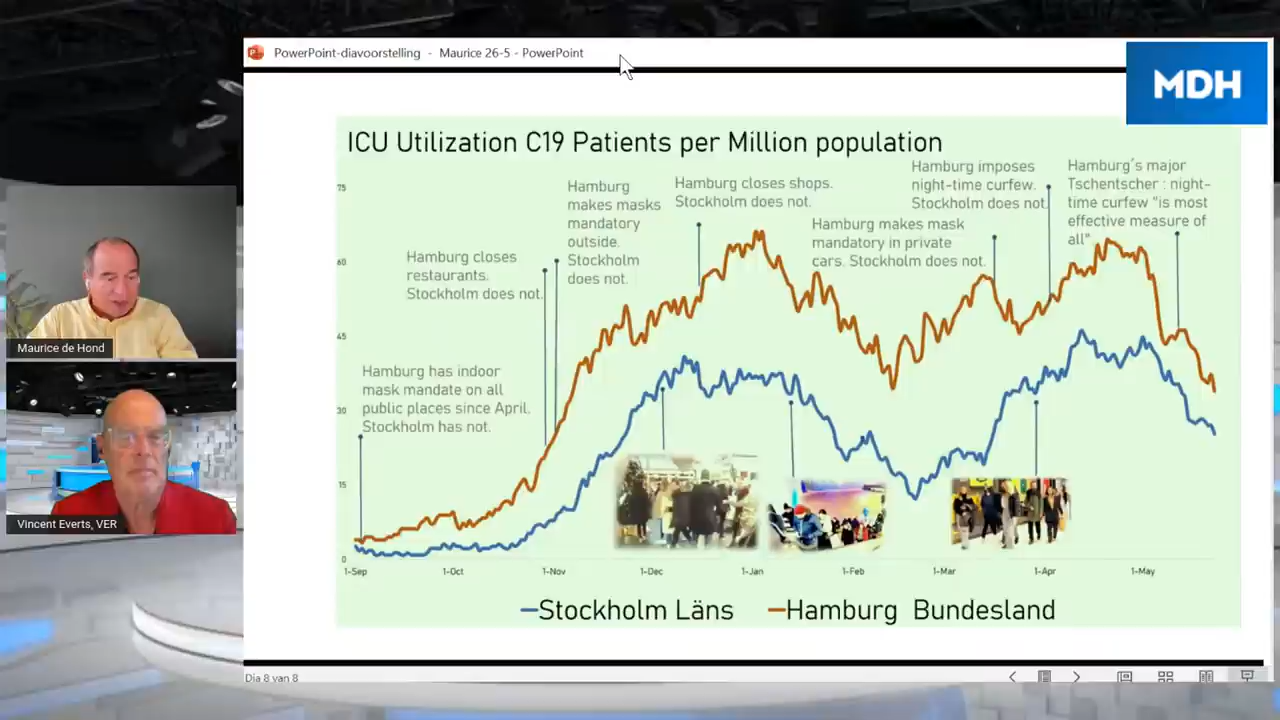 PowerPoint-diavoorstelling - Maurice 26-5 - PowerPoint
MDH
ICU Utilization C19 Patients per Million population
Hamburg imposes
night-time curfew.
Stockholm does not.
Hamburg´s major
Tschentscher : night-
time curfew "is most
effective measure of
all"
Hamburg
makes masks
mandatory
outside.
Stockholm
does not.
Hamburg closes shops.
Stockholm does not.
Hamburg makes mask
mandatory in private
cars. Stockholm does not.
Hamburg closes
restaurants.
Stockholm does not.
Hamburg has indoor
mask mandate on all
public places since April.
Stockholm has not.
75
60
45
30
15
0
1-Sep 1-Oct 1-Nov 1-Dec 1-Jan 1-Feb 1-Mar 1-Apr 1-May
Stockholm Läns Hamburg Bundesland
Maurice de Hond
Vincent Everts, VER
Dia 8 van 8